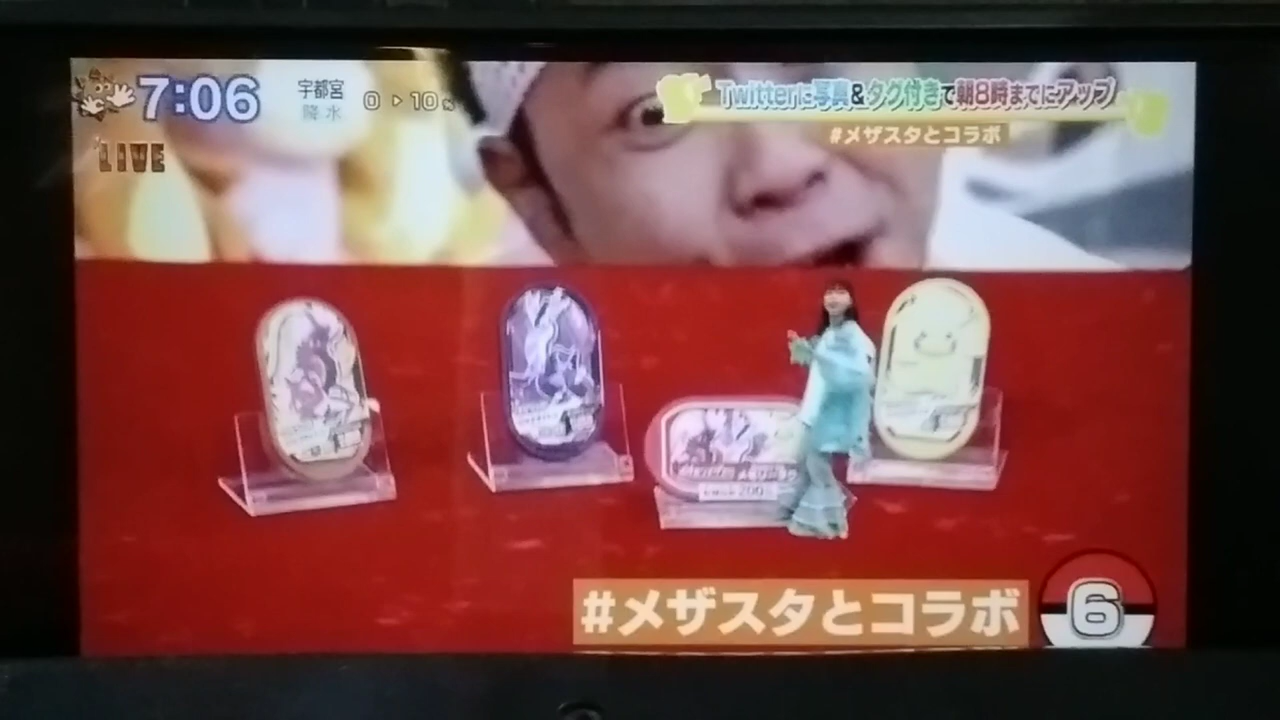 7:06
宇都宮
降水
0 ▸ 10%
LIVE
Twitterに写真&タグ付きで朝8時までにアップ
#メザスタとコラボ
#メザスタとコラボ
6